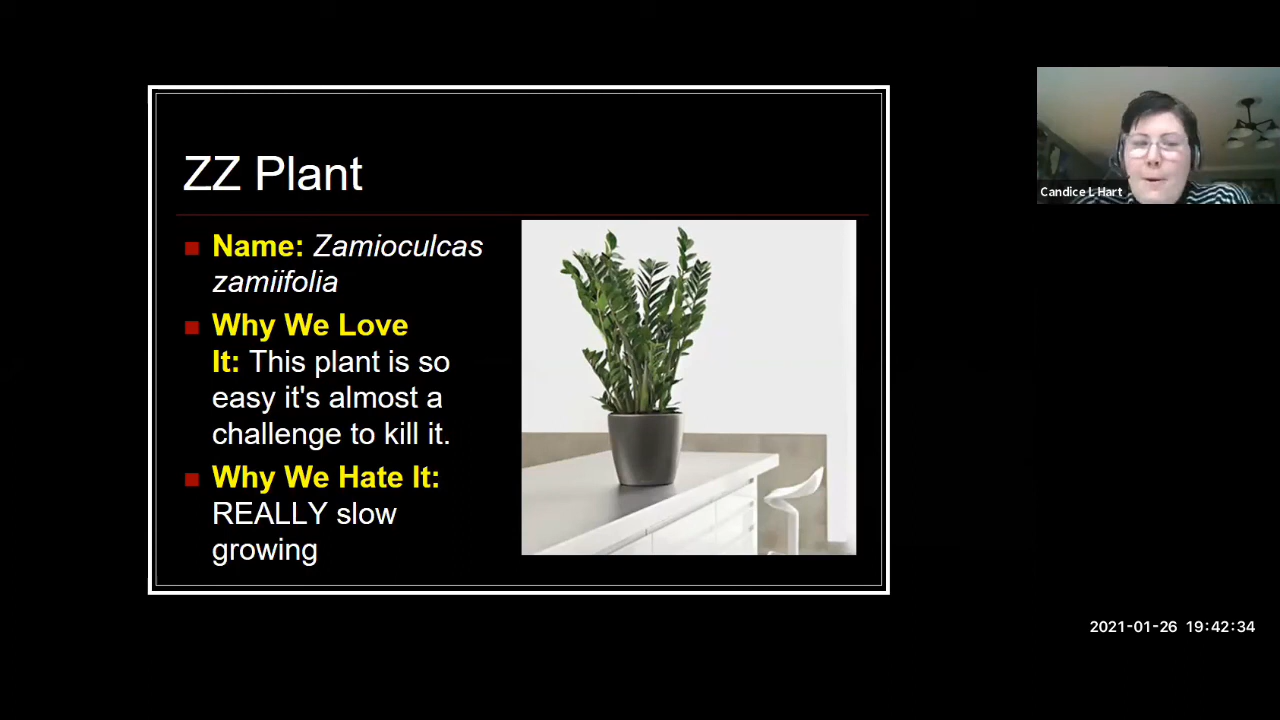 ZZ Plant
Name: Zamioculcas
zamiifolia
Why We Love
It: This plant is so
easy it's almost a
challenge to kill it.
Why We Hate It:
REALLY slow
growing
Candice L Hart
2021-01-26 19:42:34